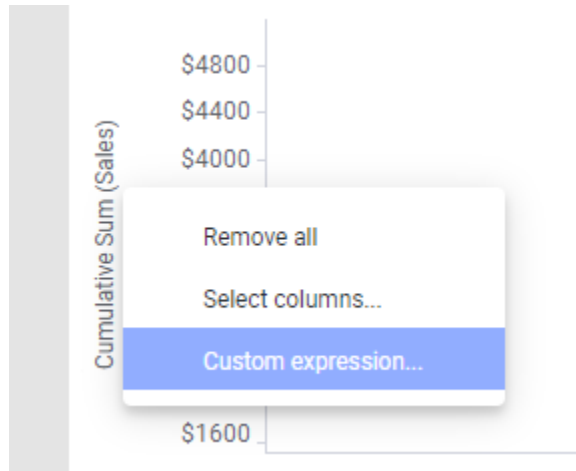 $4800
$4400
$4000
Cumulative Sum (Sales)
Remove all
Select columns...
Custom expression...
$1600